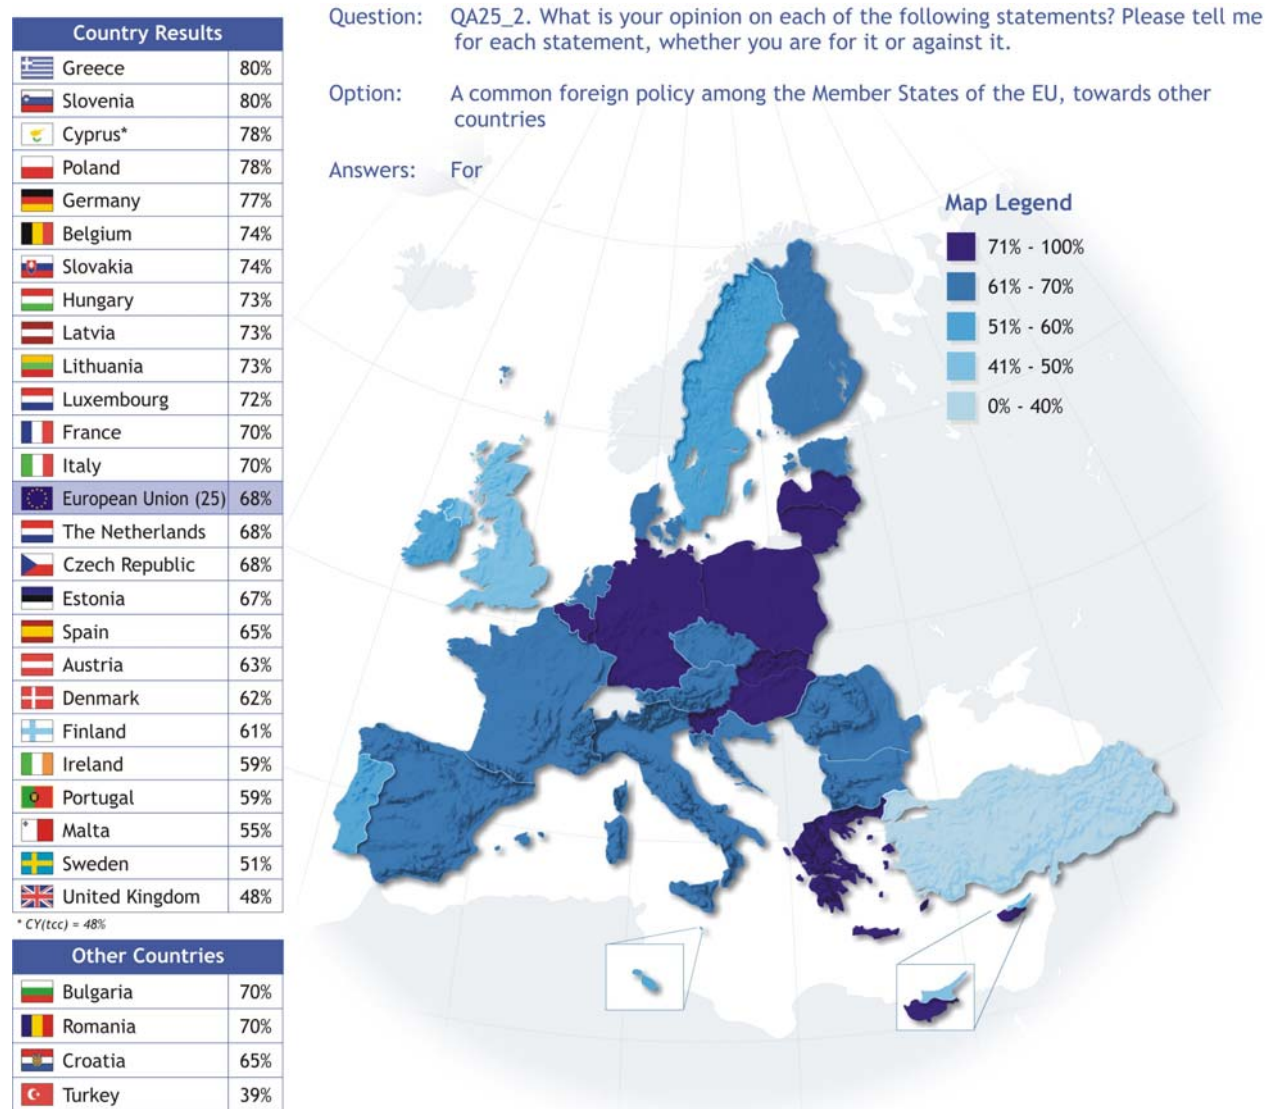 Question: QA25_2. What is your opinion on each of the following statements? Please tell me
for each statement, whether you are for it or against it.
Option: A common foreign policy among the Member States of the EU, towards other
countries
Answers: For
Country Results
Greece 80%
Slovenia 80%
Cyprus* 78%
Poland 78%
Germany 77%
Belgium 74%
Slovakia 74%
Hungary 73%
Latvia 73%
Lithuania 73%
Luxembourg 72%
France 70%
Italy 70%
European Union (25) 68%
The Netherlands 68%
Czech Republic 68%
Estonia 67%
Spain 65%
Austria 63%
Denmark 62%
Finland 61%
Ireland 59%
Portugal 59%
Malta 55%
Sweden 51%
United Kingdom 48%
* CY(tcc) = 48%
Other Countries
Bulgaria 70%
Romania 70%
Croatia 65%
Turkey 39%
Map Legend
71% - 100%
61% - 70%
51% - 60%
41% - 50%
0% - 40%